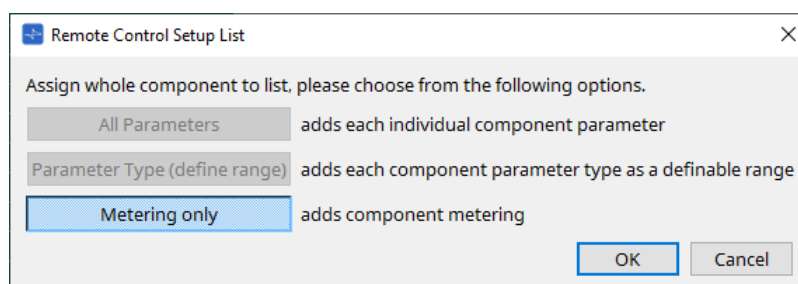 Remote Control Setup List
Assign whole component to list, please choose from the following options.
All Parameters adds each individual component parameter
Parameter Type (define range) adds each component parameter type as a definable range
Metering only adds component metering
OK Cancel